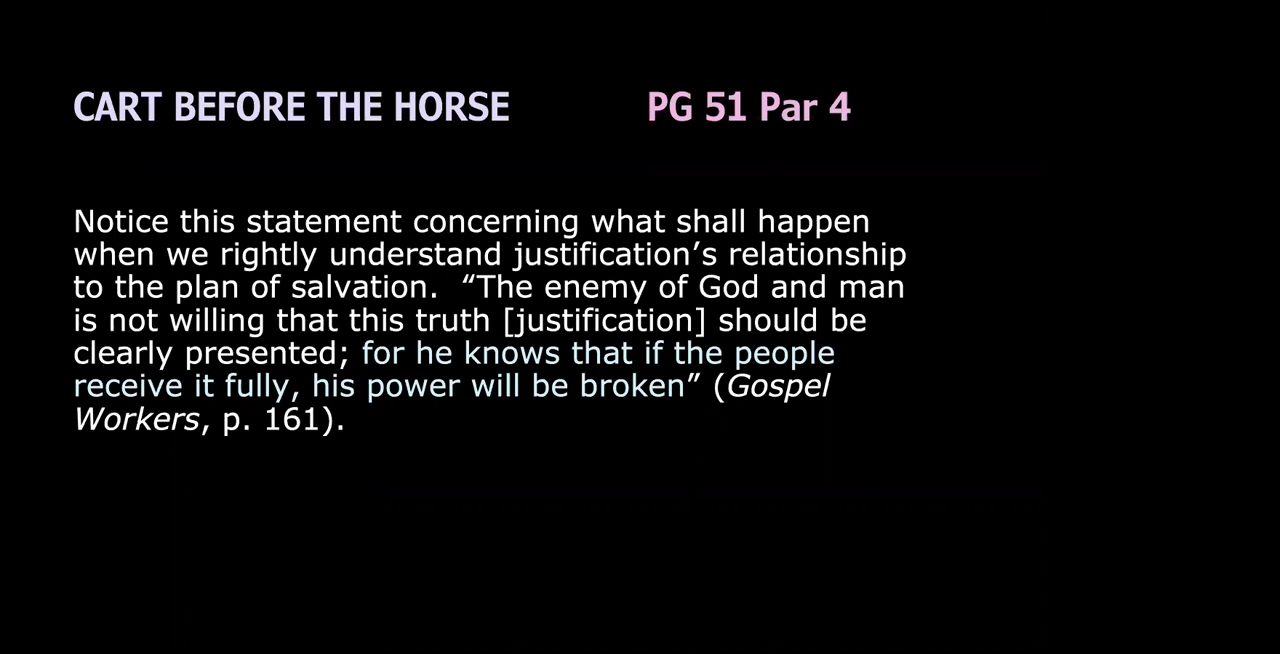 CART BEFORE THE HORSE PG 51 Par 4
Notice this statement concerning what shall happen
when we rightly understand justification’s relationship
to the plan of salvation.  “The enemy of God and man
is not willing that this truth [justification] should be
clearly presented; for he knows that if the people
receive it fully, his power will be broken” (Gospel
Workers, p. 161).